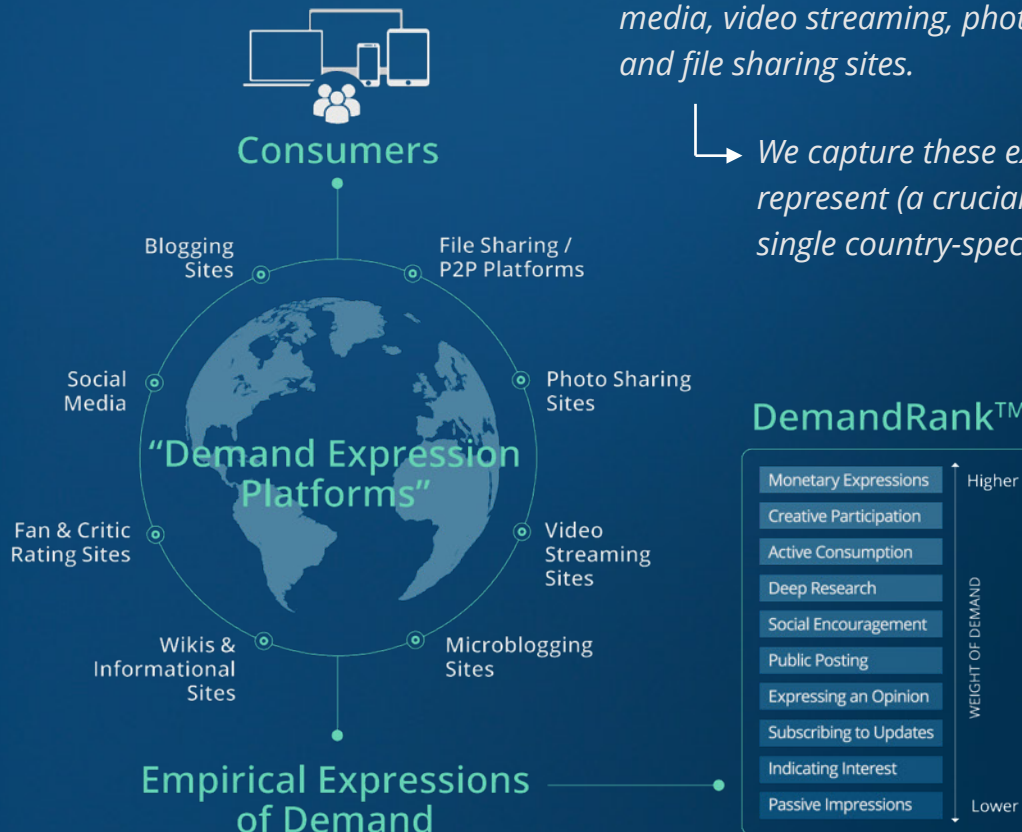 media, video streaming, phot
and file sharing sites.
We capture these ex
represent (a crucial
single country-spec
Consumers
Blogging
Sites
File Sharing /
P2P Platforms
Social
Media
Photo Sharing
Sites
“Demand Expression
Platforms”
Fan & Critic
Rating Sites
Video
Streaming
Sites
Wikis &
Informational
Sites
Microblogging
Sites
Empirical Expressions
of Demand
DemandRank™
Monetary Expressions
Creative Participation
Active Consumption
Deep Research
Social Encouragement
Public Posting
Expressing an Opinion
Subscribing to Updates
Indicating Interest
Passive Impressions
Higher
WEIGHT OF DEMAND
Lower